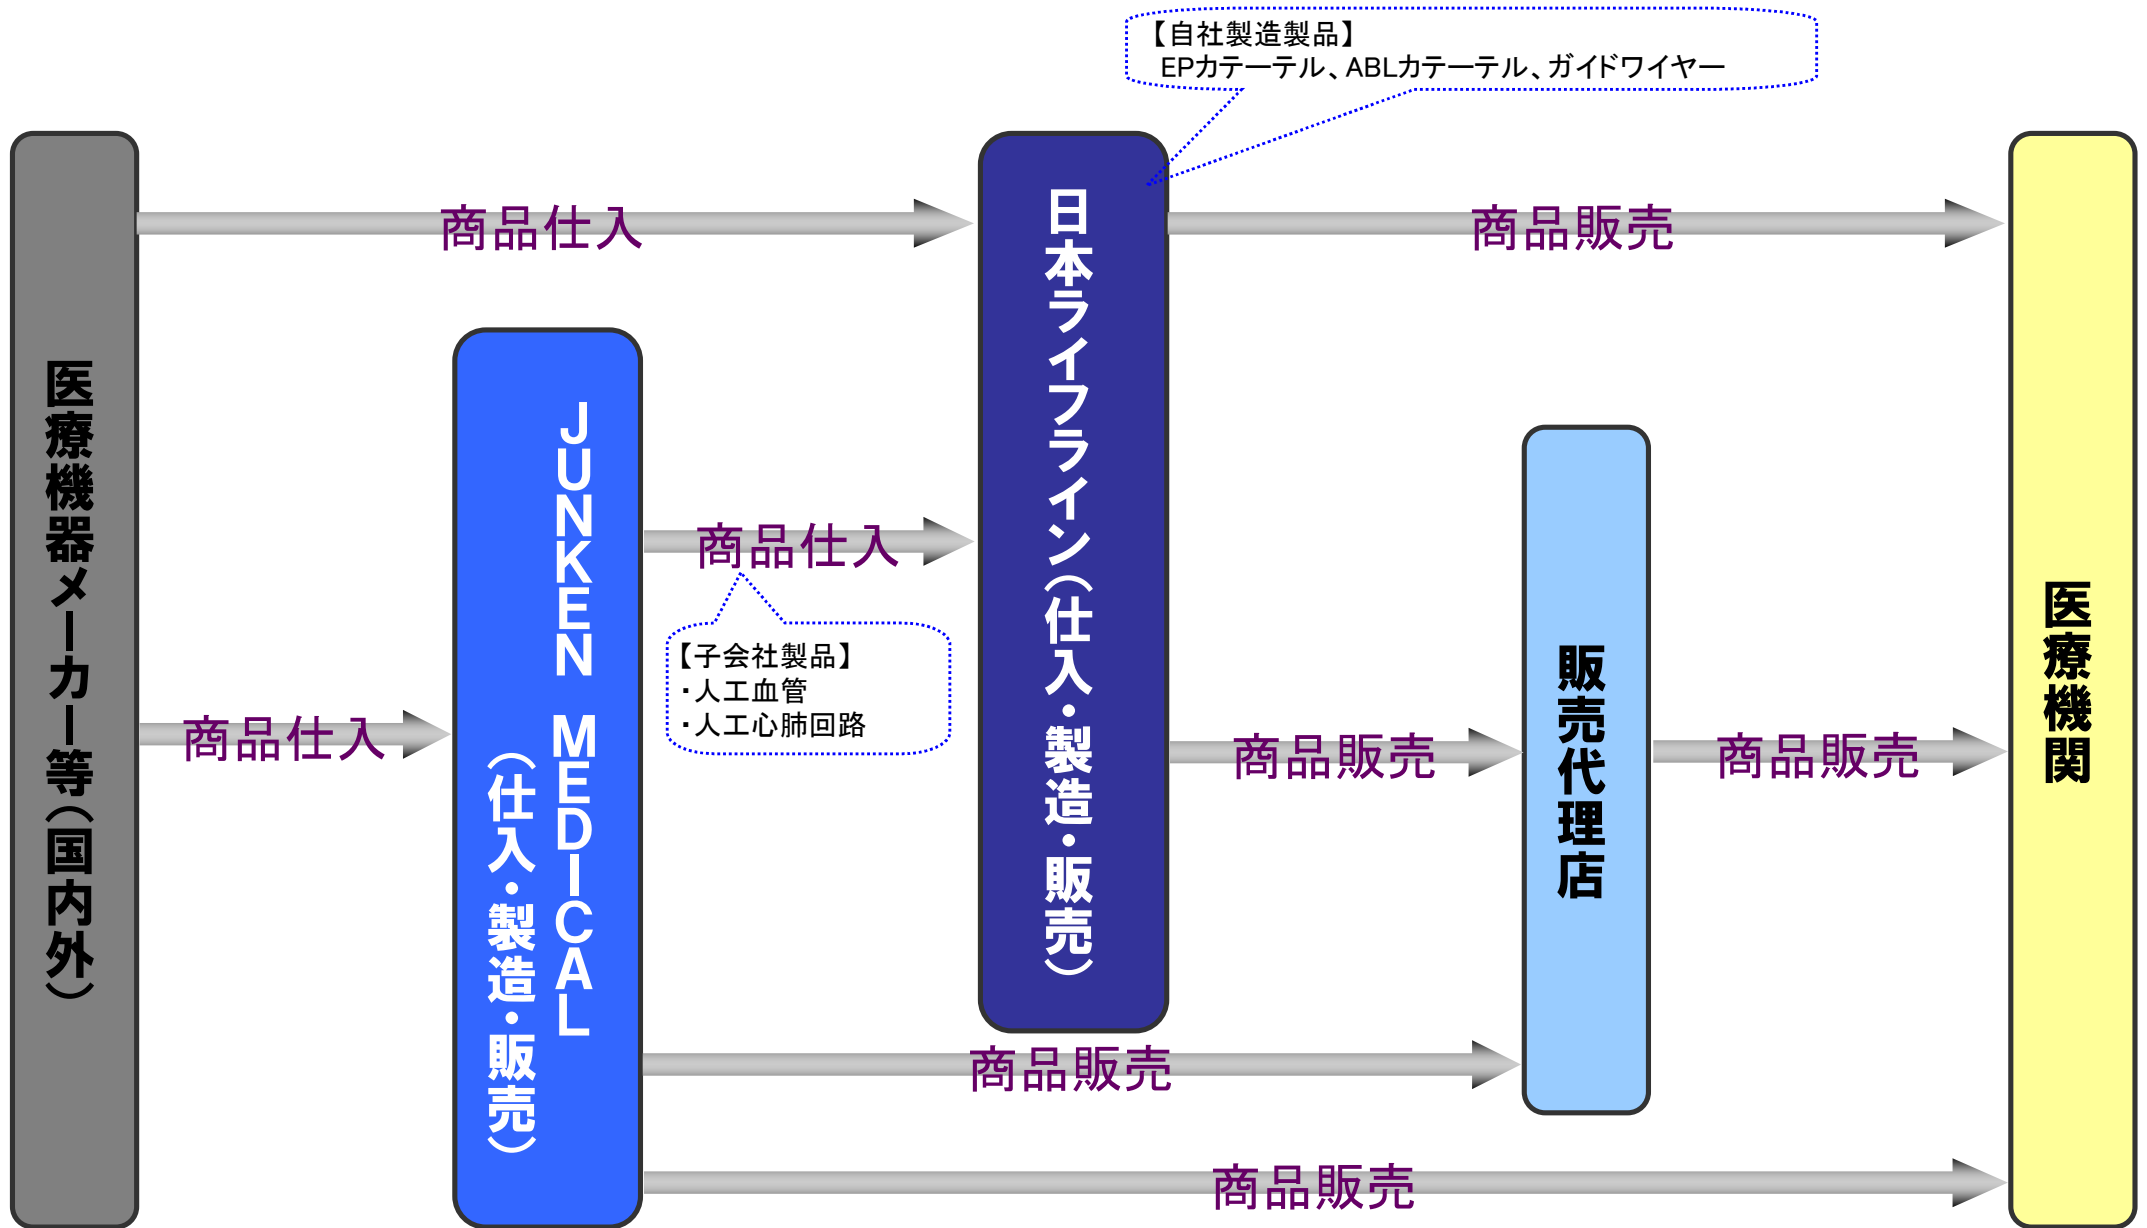 【自社製造製品】
EPカテーテル、ABLカテーテル、ガイドワイヤー
医療機器メーカー等（国内外）
商品仕入
日本ライフライン（仕入・製造・販売）
商品販売
医療機関
JUNKEN MEDICAL
（仕入・製造・販売）
商品仕入
【子会社製品】
・人工血管
・人工心肺回路
商品仕入
商品販売
販売代理店
商品販売
商品販売
商品販売